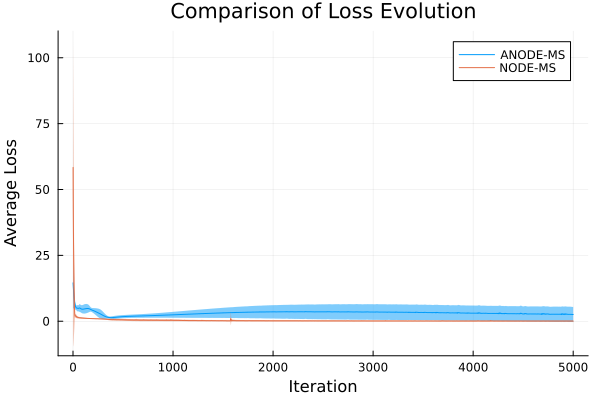 Comparison of Loss Evolution
100
75
50
25
0
Average Loss
ANODE-MS
NODE-MS
0 1000 2000 3000 4000 5000
Iteration